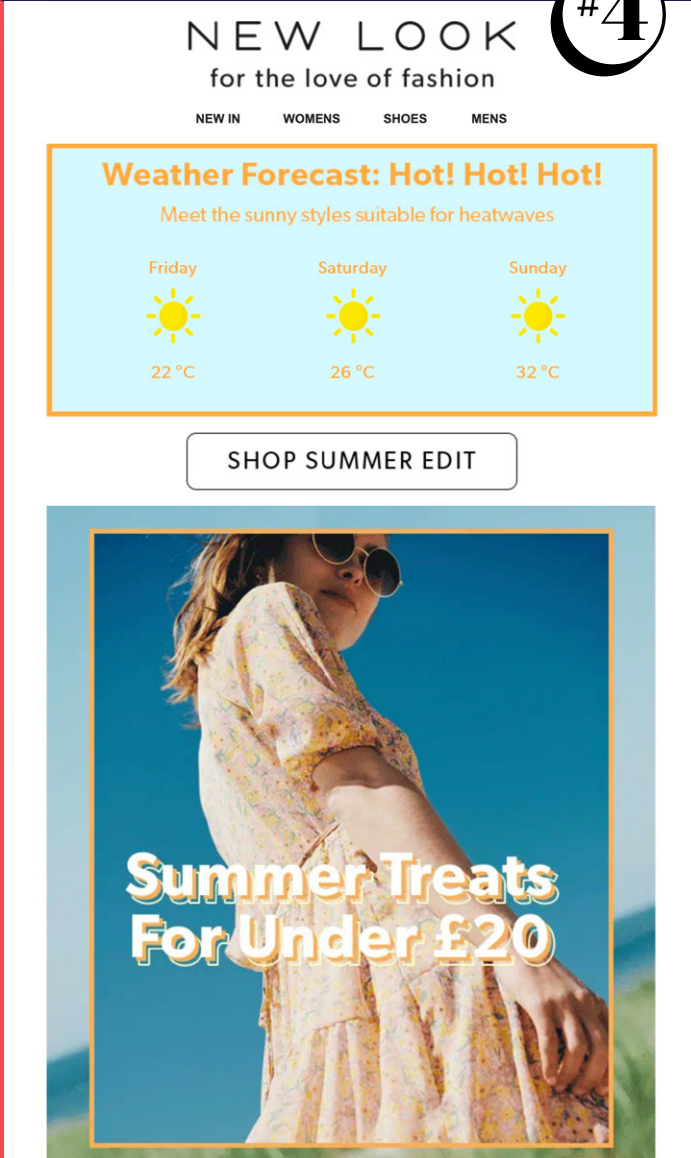 #4
NEW LOOK
for the love of fashion
NEW IN WOMENS SHOES MENS
Weather Forecast: Hot! Hot! Hot!
Meet the sunny styles suitable for heatwaves
Friday Saturday Sunday
22 °C 26 °C 32 °C
SHOP SUMMER EDIT
Summer Treats
For Under £20